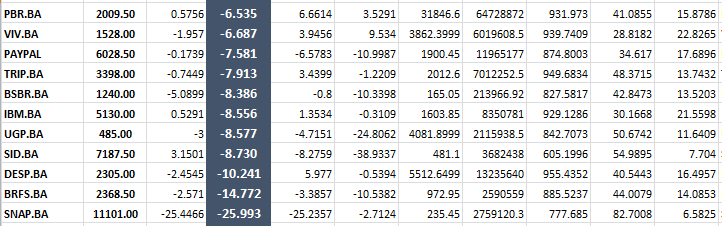 PBR.BA 2009.50 0.5756 -6.535 6.6614 3.5291 31846.6 64728872 931.973 41.0855 15.8786
VIV.BA 1528.00 -1.957 -6.687 3.9456 9.534 3862.3999 6019608.5 939.7409 28.8182 22.8265
PAYPAL 6028.50 -0.1739 -7.581 -6.5783 -10.9987 1900.45 11965177 874.8003 34.617 17.6896
TRIP.BA 3398.00 -0.7449 -7.913 3.4399 -1.2209 2012.6 7012252.5 949.6834 48.3715 13.7432
BSBR.BA 1240.00 -5.0899 -8.386 -0.8 -10.3398 165.05 213966.92 827.5817 42.8473 13.5203
IBM.BA 5130.00 0.5291 -8.556 1.3534 -0.3109 1603.85 8350781 929.1286 30.1668 21.5598
UGP.BA 485.00 -3 -8.577 -4.7151 -24.8062 4081.8999 2115938.5 842.7073 50.6742 11.6409
SID.BA 7187.50 3.1501 -8.730 -8.2759 -38.9337 481.1 3682438 605.1996 54.9895 7.704
DESP.BA 2305.00 -2.4545 -10.241 5.977 -0.5394 5512.6499 13235640 955.4352 40.5443 16.4957
BRFS.BA 2368.50 -2.571 -14.772 -3.3857 -10.5382 972.95 2590559 885.5237 44.0079 14.0853
SNAP.BA 11101.00 -25.4466 -25.993 -25.2357 -2.7124 235.45 2759120.3 777.685 82.7008 6.5825